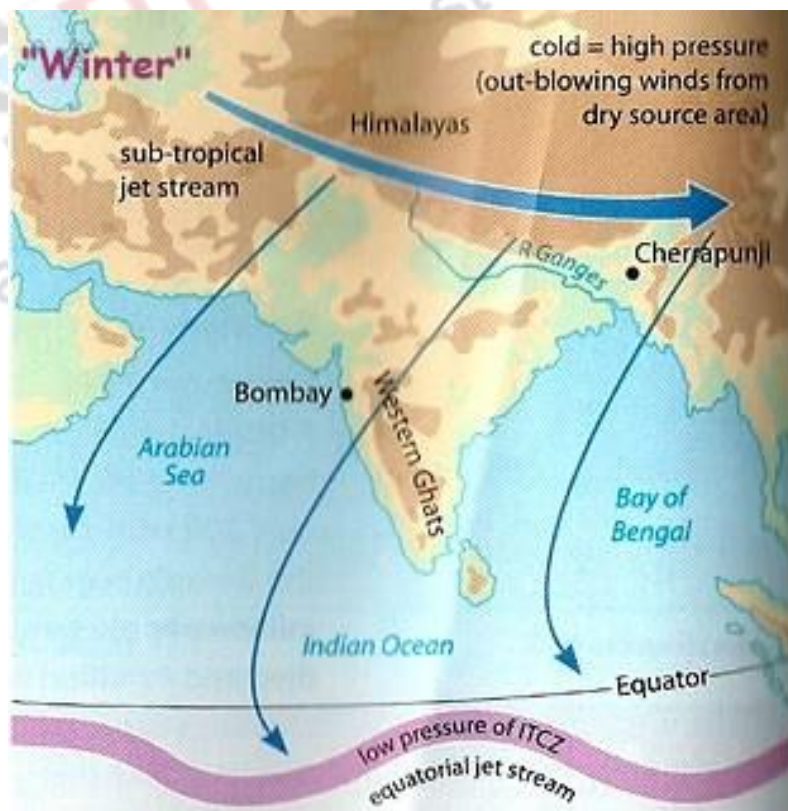 "Winter"
cold = high pressure
(out-blowing winds from
dry source area)
Himalayas
sub-tropical
jet stream
R Ganges
Cherrapunji
Bombay
Western Ghats
Arabian
Sea
Bay of
Bengal
Indian Ocean
Equator
low pressure of ITCZ
equatorial jet stream